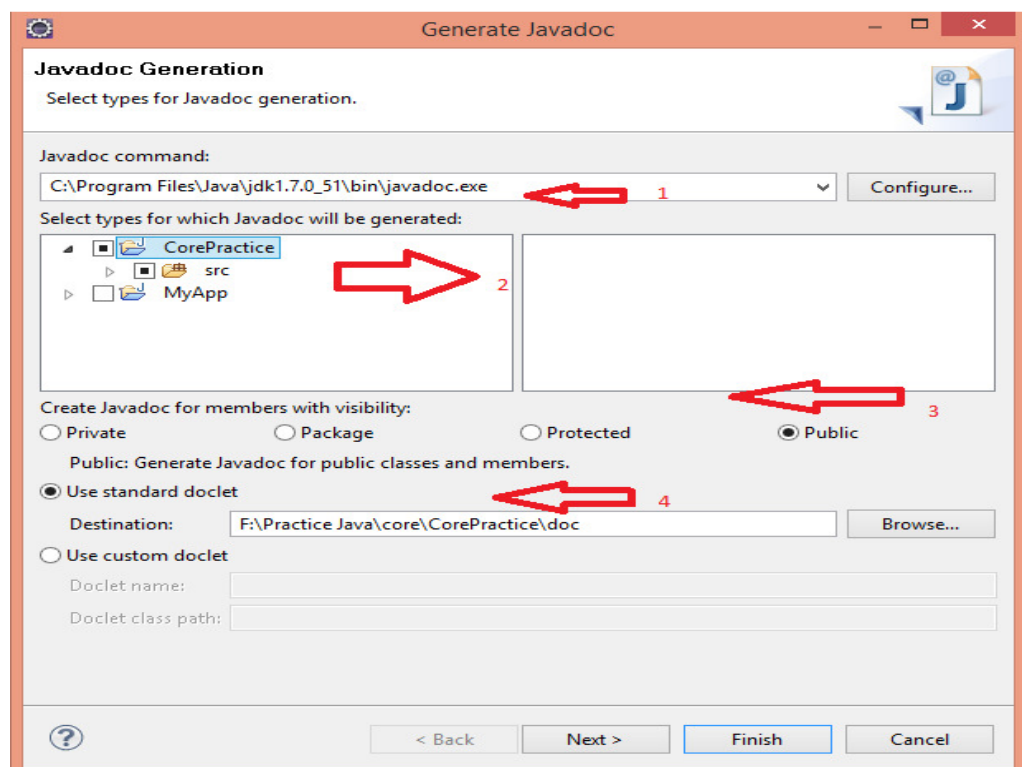 Generate Javadoc
Javadoc Generation
Select types for Javadoc generation.
@
J
Javadoc command:
C:\Program Files\Java\jdk1.7.0_51\bin\javadoc.exe
1
Configure...
Select types for which Javadoc will be generated:
CorePractice
src
MyApp
2
3
Create Javadoc for members with visibility:
Private Package Protected Public
Public: Generate Javadoc for public classes and members.
Use standard doclet
4
Destination: F:\Practice Java\core\CorePractice\doc Browse...
Use custom doclet
Doclet name:
Doclet class path:
? < Back Next > Finish Cancel